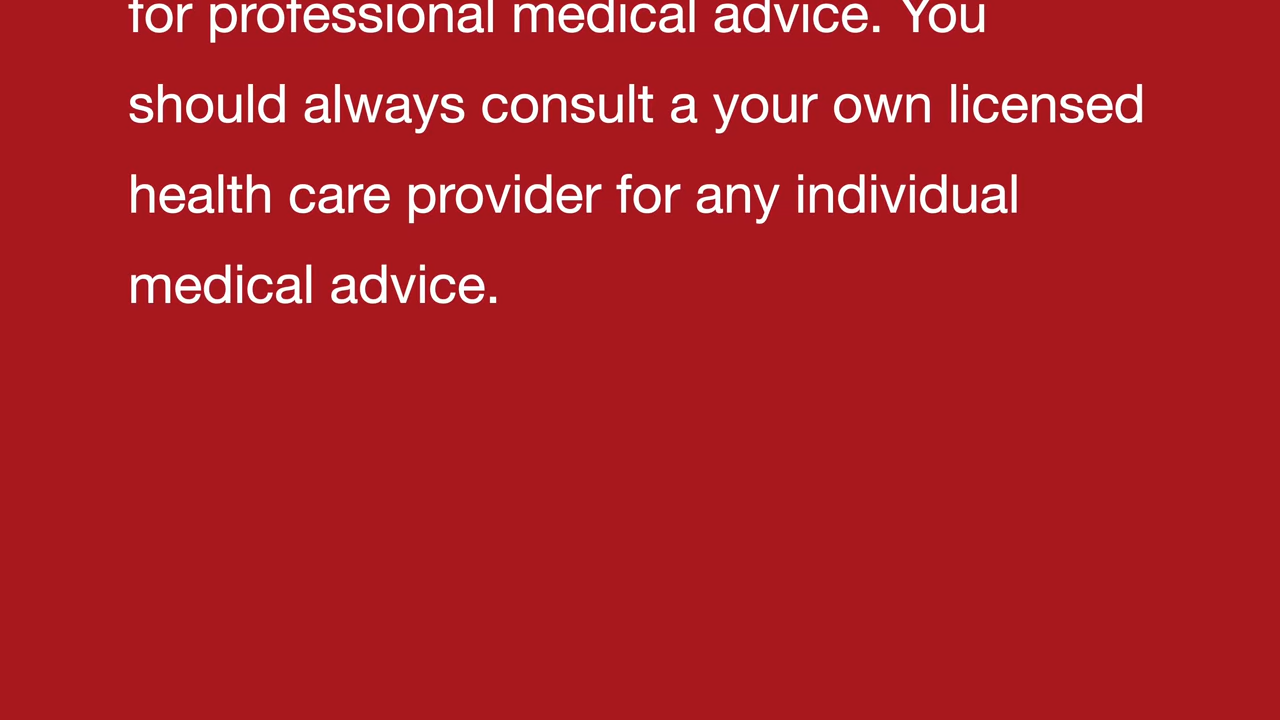 for professional medical advice. You
should always consult a your own licensed
health care provider for any individual
medical advice.